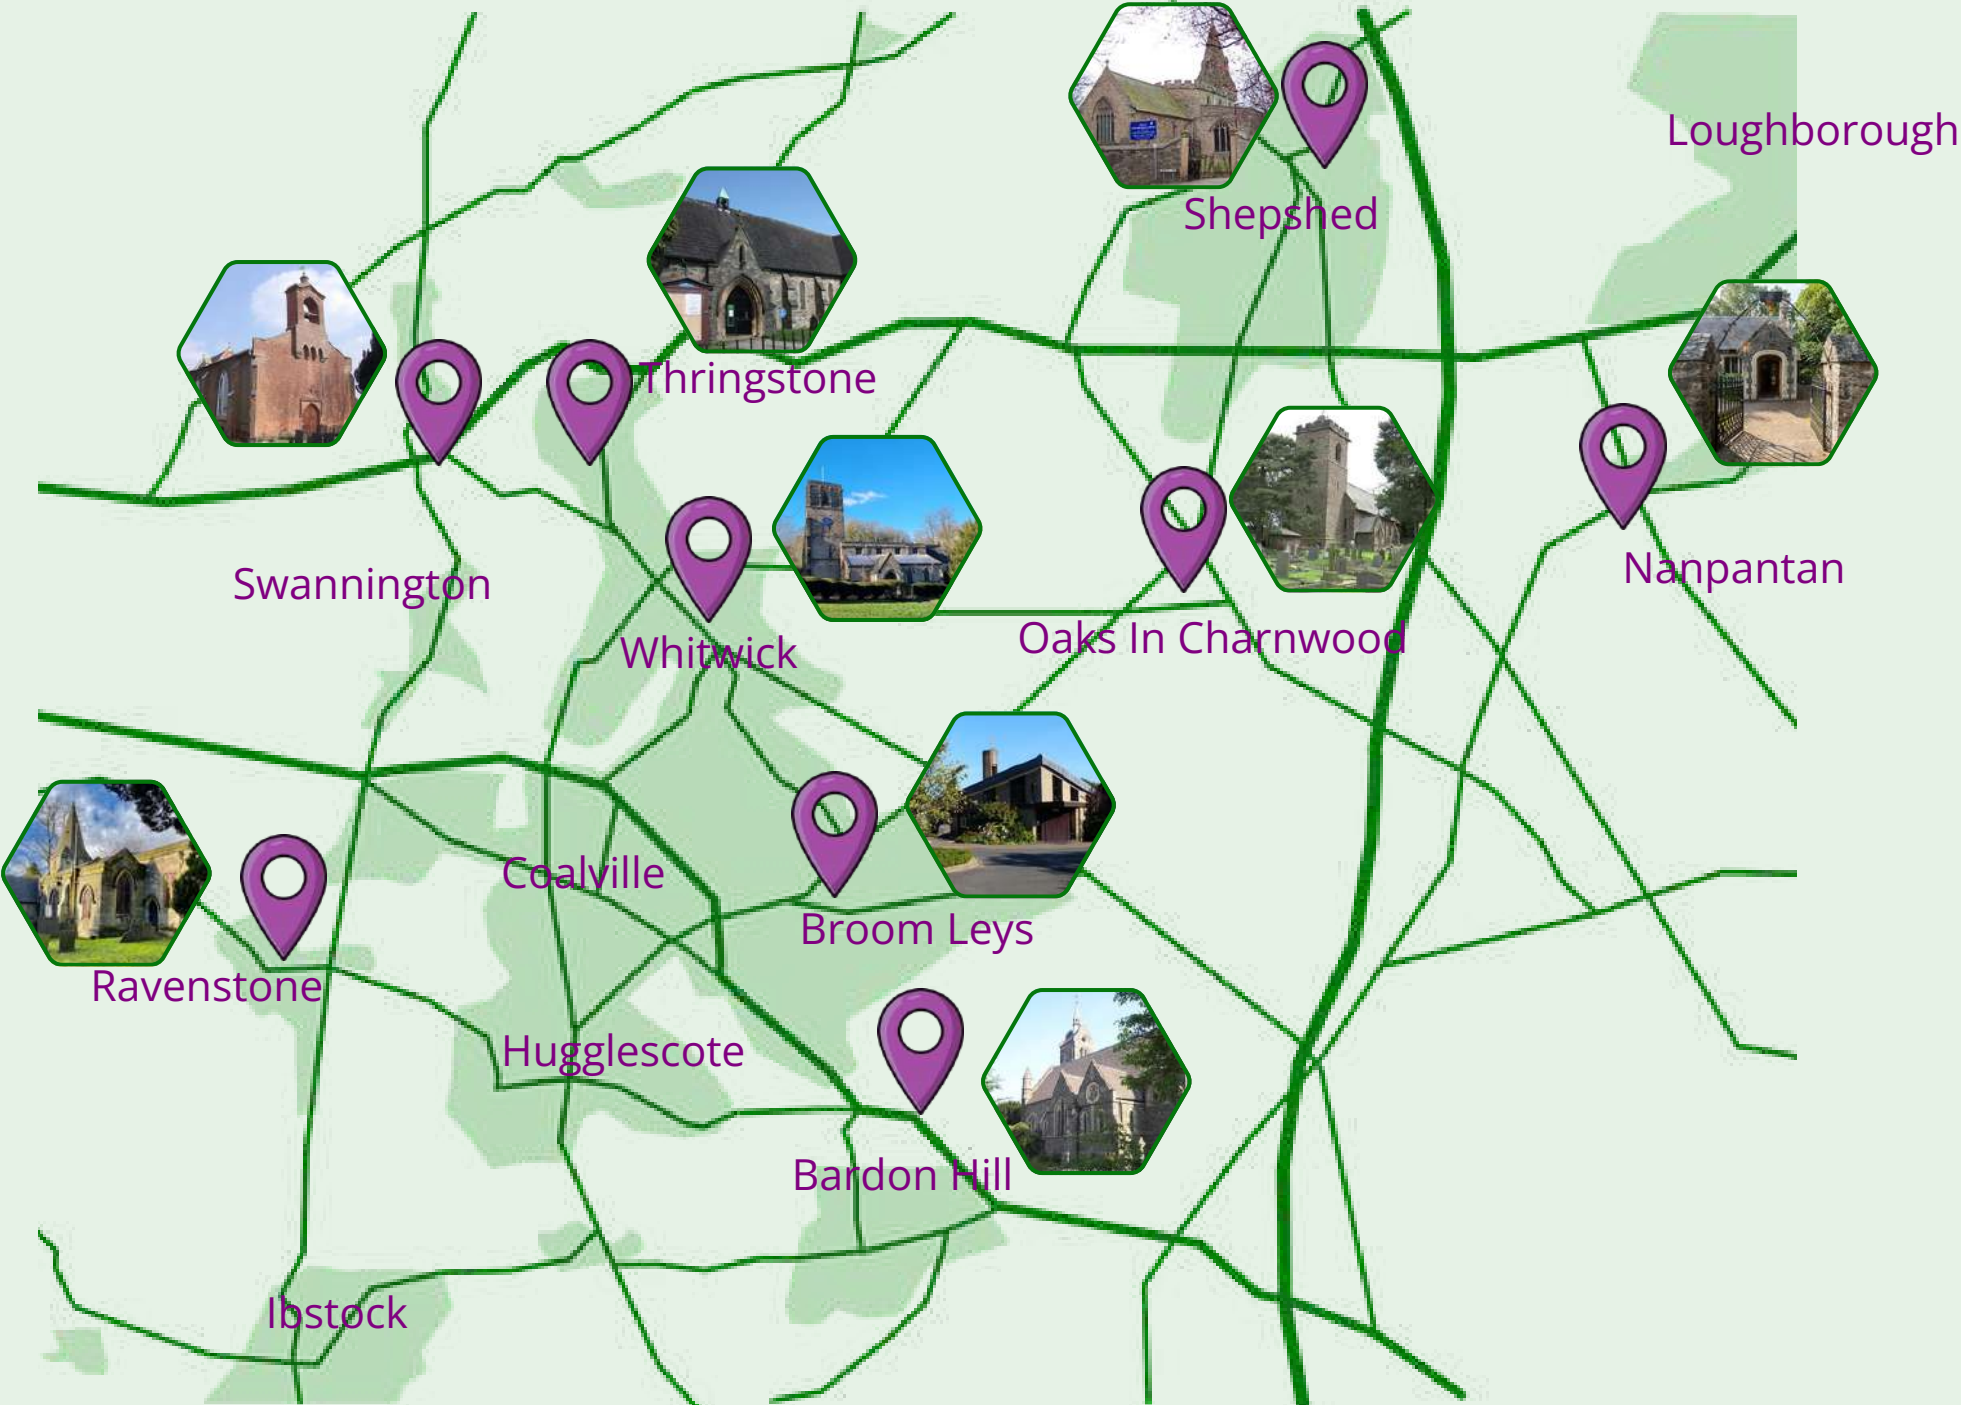 Loughborough
Shepshed
Thringstone
Swannington
Nanpantan
Oaks In Charnwood
Whitwick
Coalville
Broom Leys
Ravenstone
Hugglescote
Bardon Hill
Ibstock